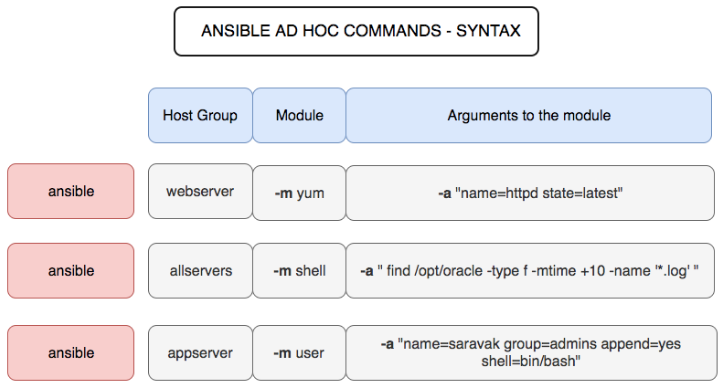 ANSIBLE AD HOC COMMANDS - SYNTAX
Host Group Module Arguments to the module
ansible webserver -m yum -a "name=httpd state=latest"
ansible allservers -m shell -a " find /opt/oracle -type f -mtime +10 -name '*.log' "
ansible appserver -m user -a "name=saravak group=admins append=yes
shell=bin/bash"